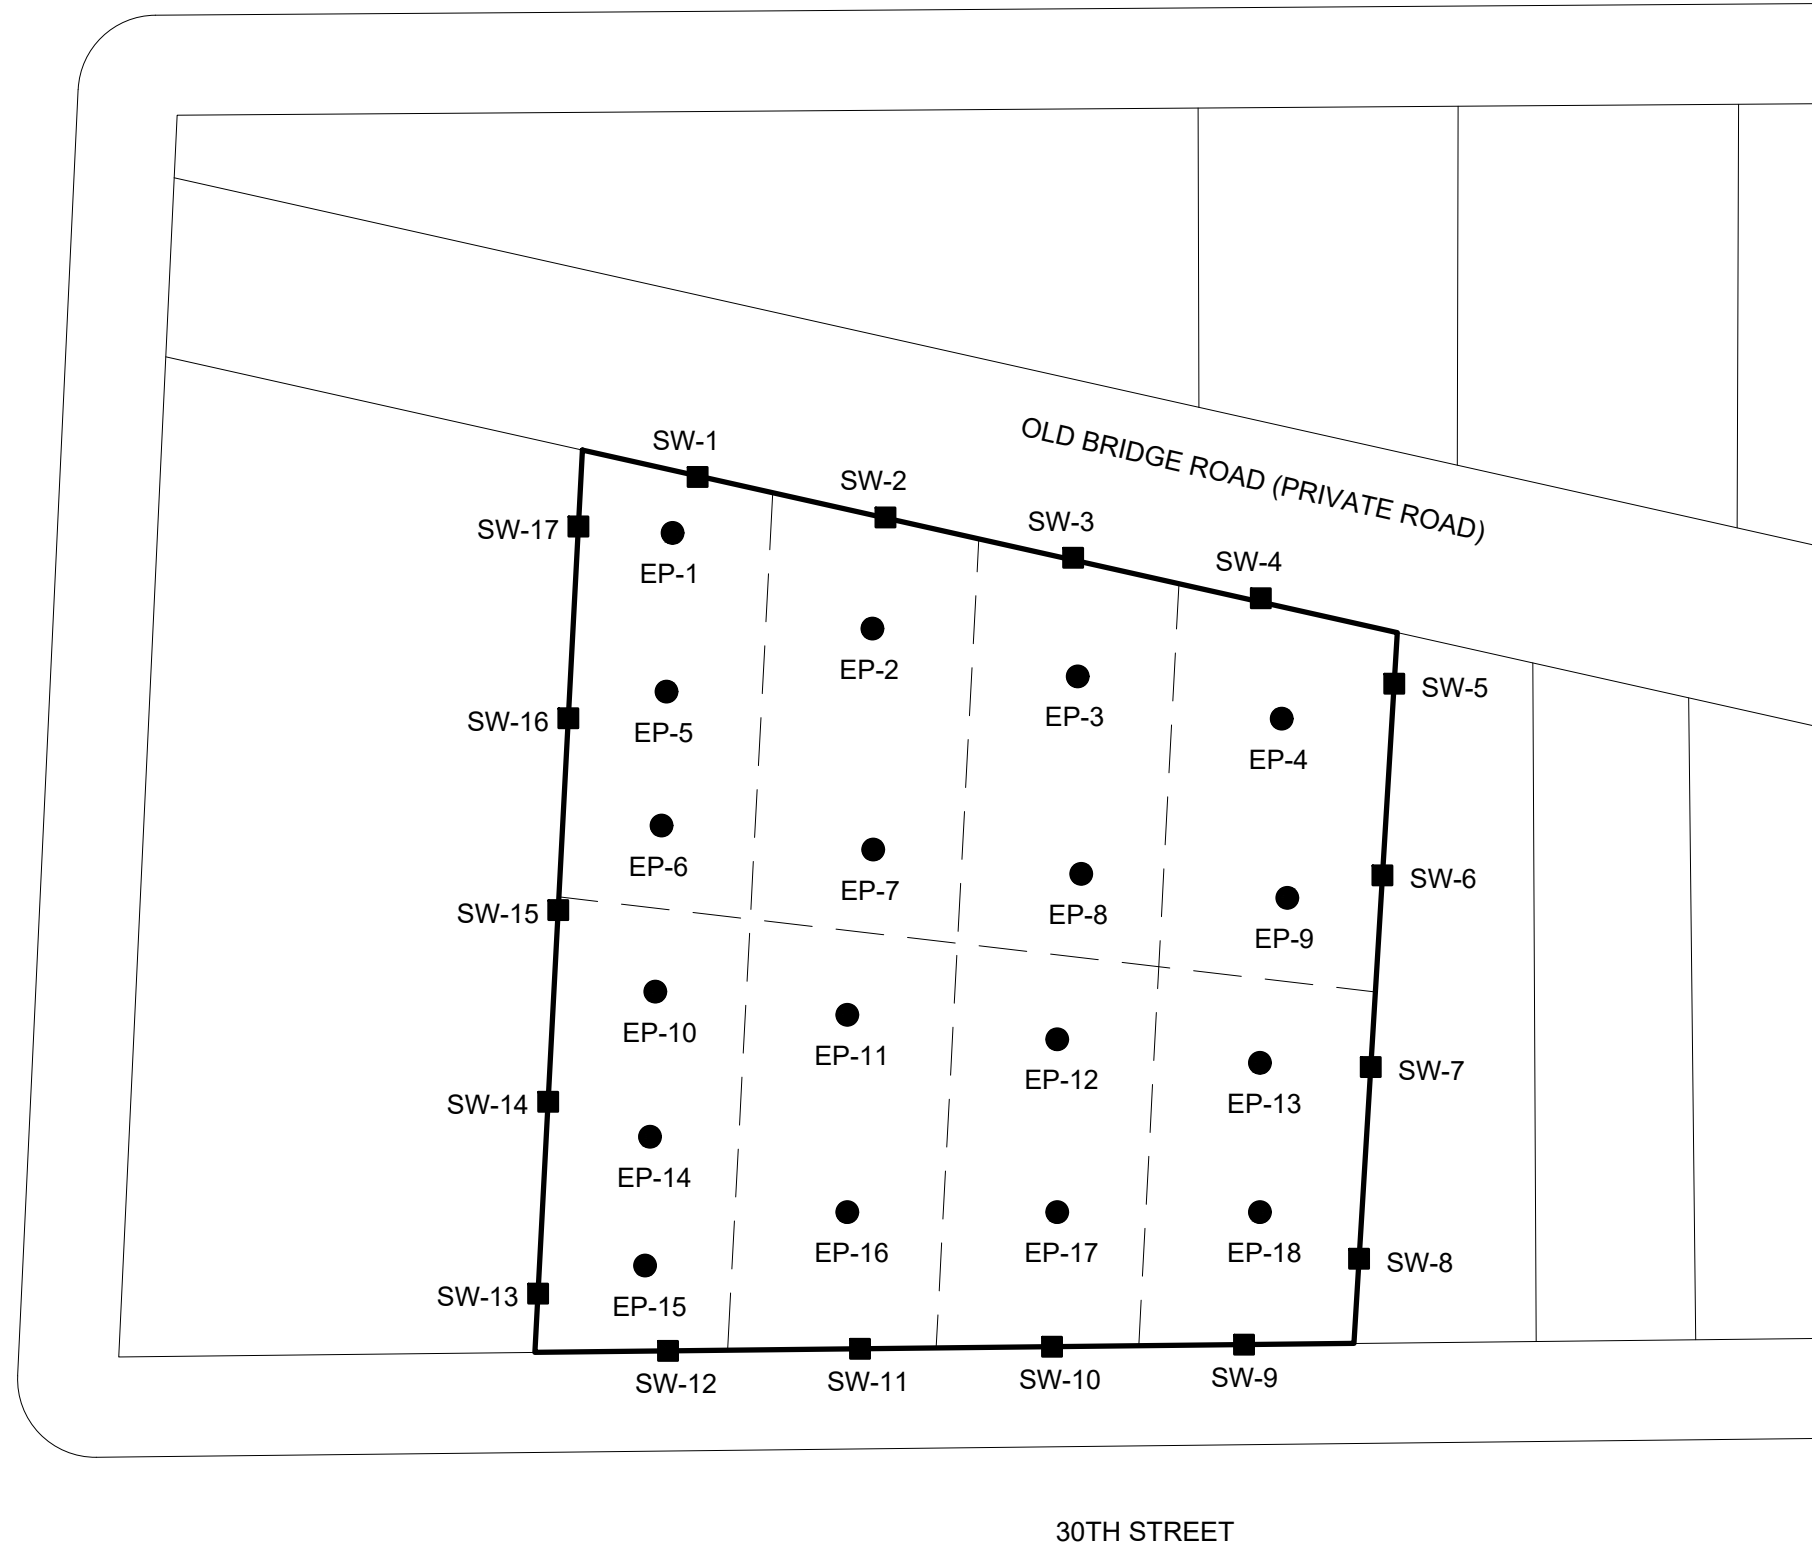 OLD BRIDGE ROAD (PRIVATE ROAD)
SW-1
SW-2
SW-3
SW-4
SW-17
EP-1
EP-2
SW-5
EP-3
SW-16
EP-5
EP-4
EP-6
SW-6
EP-7
SW-15
EP-8
EP-9
EP-10
EP-11
SW-7
EP-12
SW-14
EP-13
EP-14
EP-16
EP-17
EP-18
SW-8
SW-13
EP-15
SW-12
SW-11
SW-10
SW-9
30TH STREET